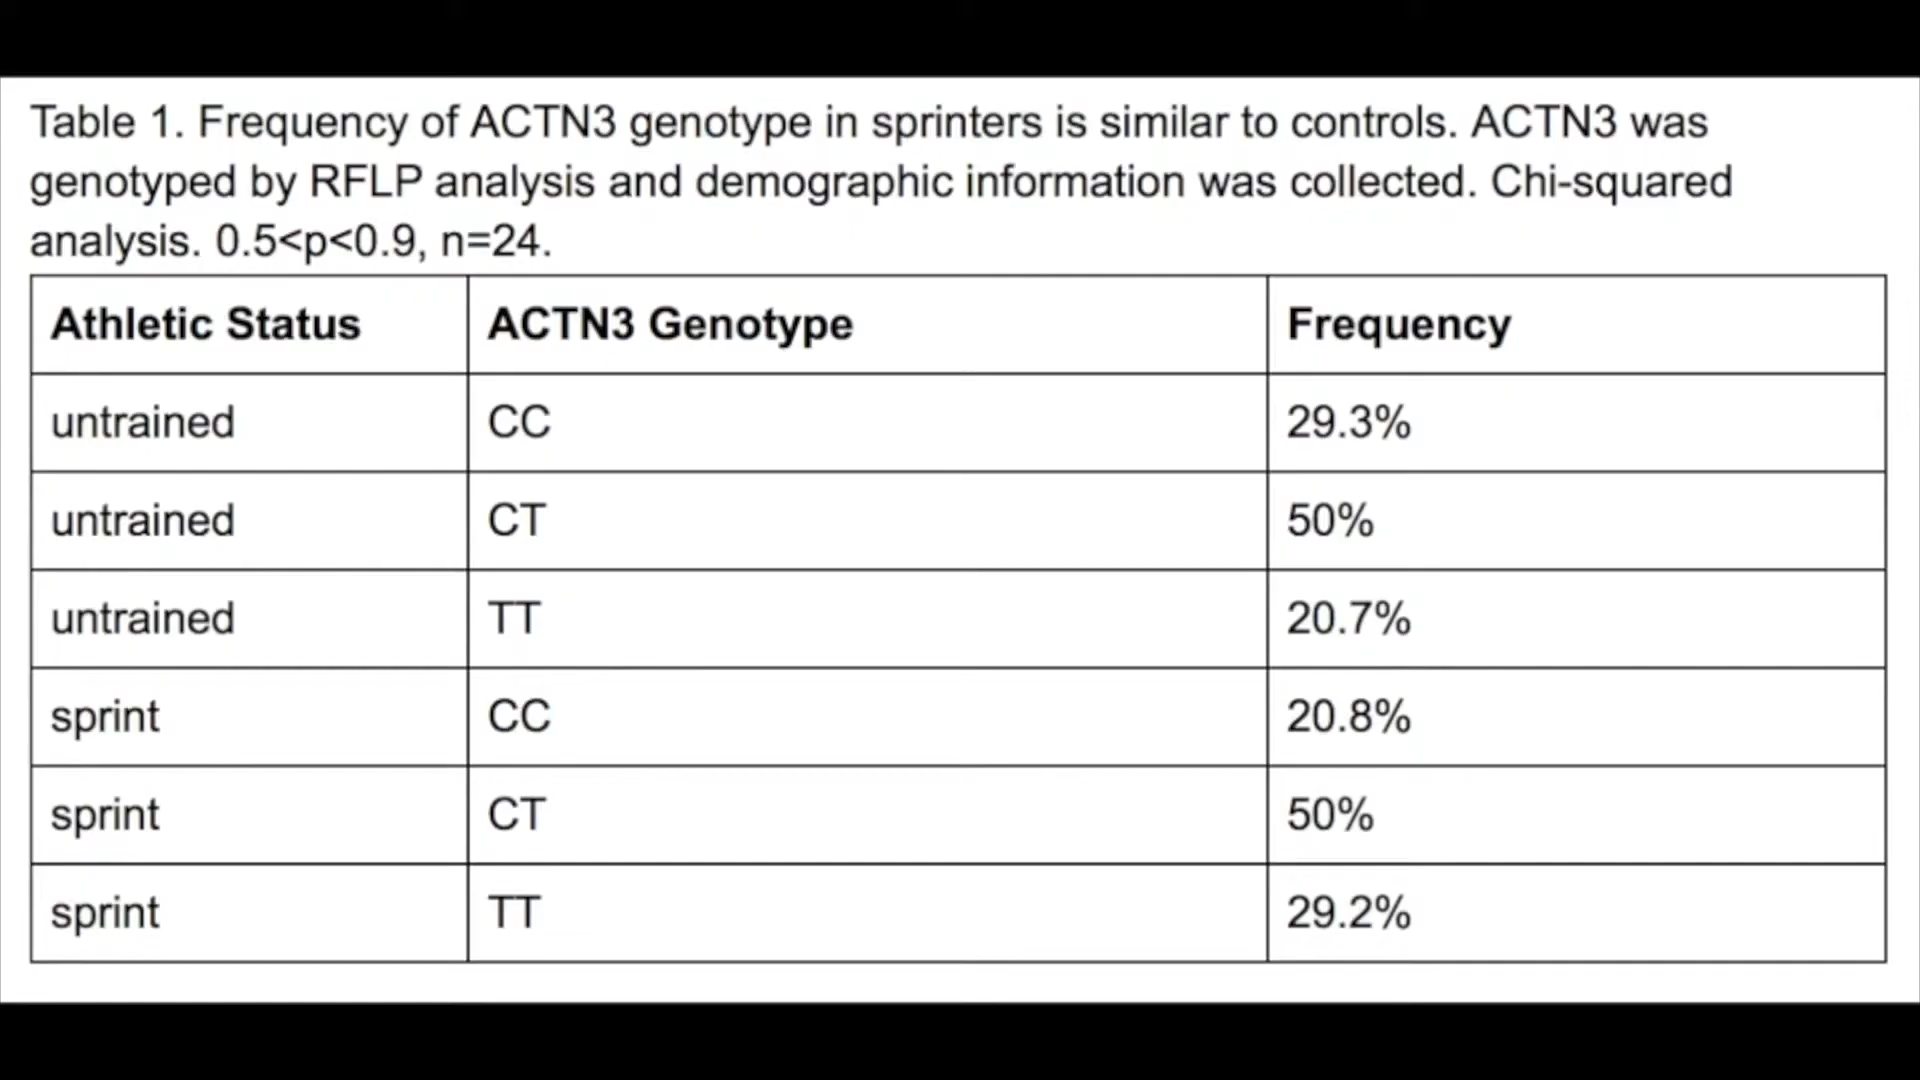 Table 1. Frequency of ACTN3 genotype in sprinters is similar to controls. ACTN3 was
genotyped by RFLP analysis and demographic information was collected. Chi-squared
analysis. 0.5<p<0.9, n=24.
Athletic Status ACTN3 Genotype Frequency
untrained CC 29.3%
untrained CT 50%
untrained TT 20.7%
sprint CC 20.8%
sprint CT 50%
sprint TT 29.2%